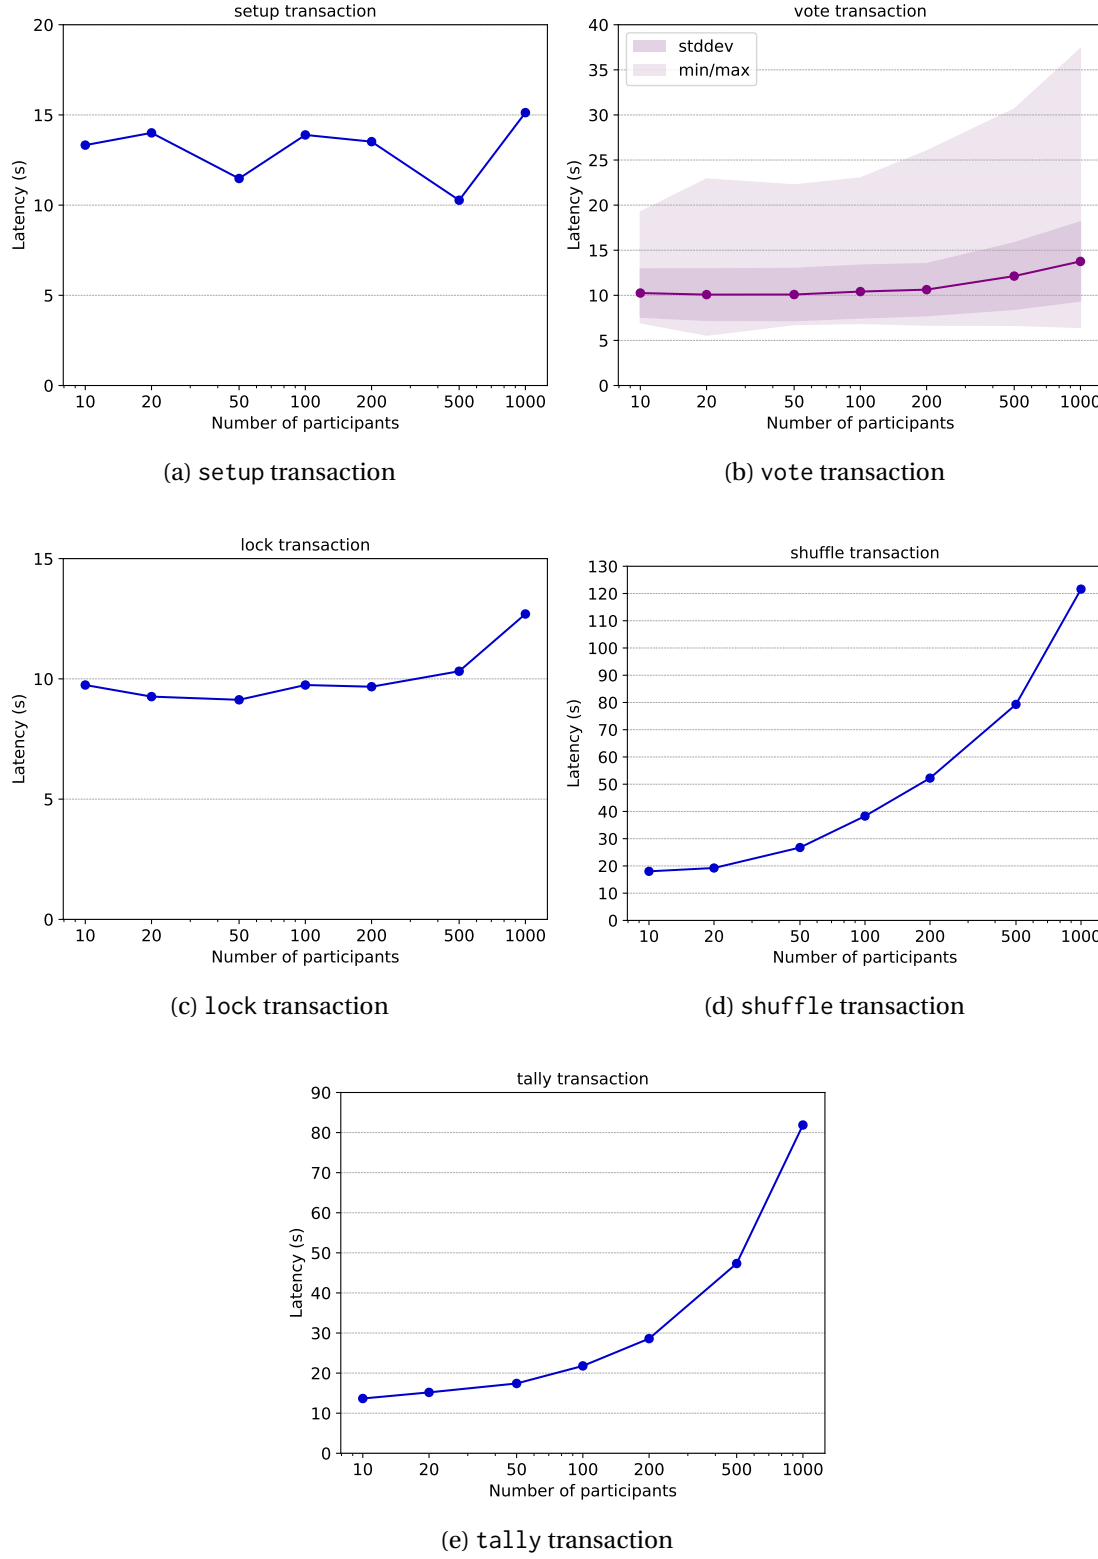 setup transaction
20
15
10
5
0
Latency (s)
10 20 50 100 200 500 1000
Number of participants
(a) setup transaction
vote transaction
stddev
min/max
40
35
30
25
20
15
10
5
0
Latency (s)
10 20 50 100 200 500 1000
Number of participants
(b) vote transaction
lock transaction
15
10
5
0
Latency (s)
10 20 50 100 200 500 1000
Number of participants
(c) lock transaction
shuffle transaction
130
120
110
100
90
80
70
60
50
40
30
20
10
0
Latency (s)
10 20 50 100 200 500 1000
Number of participants
(d) shuffle transaction
tally transaction
90
80
70
60
50
40
30
20
10
0
Latency (s)
10 20 50 100 200 500 1000
Number of participants
(e) tally transaction